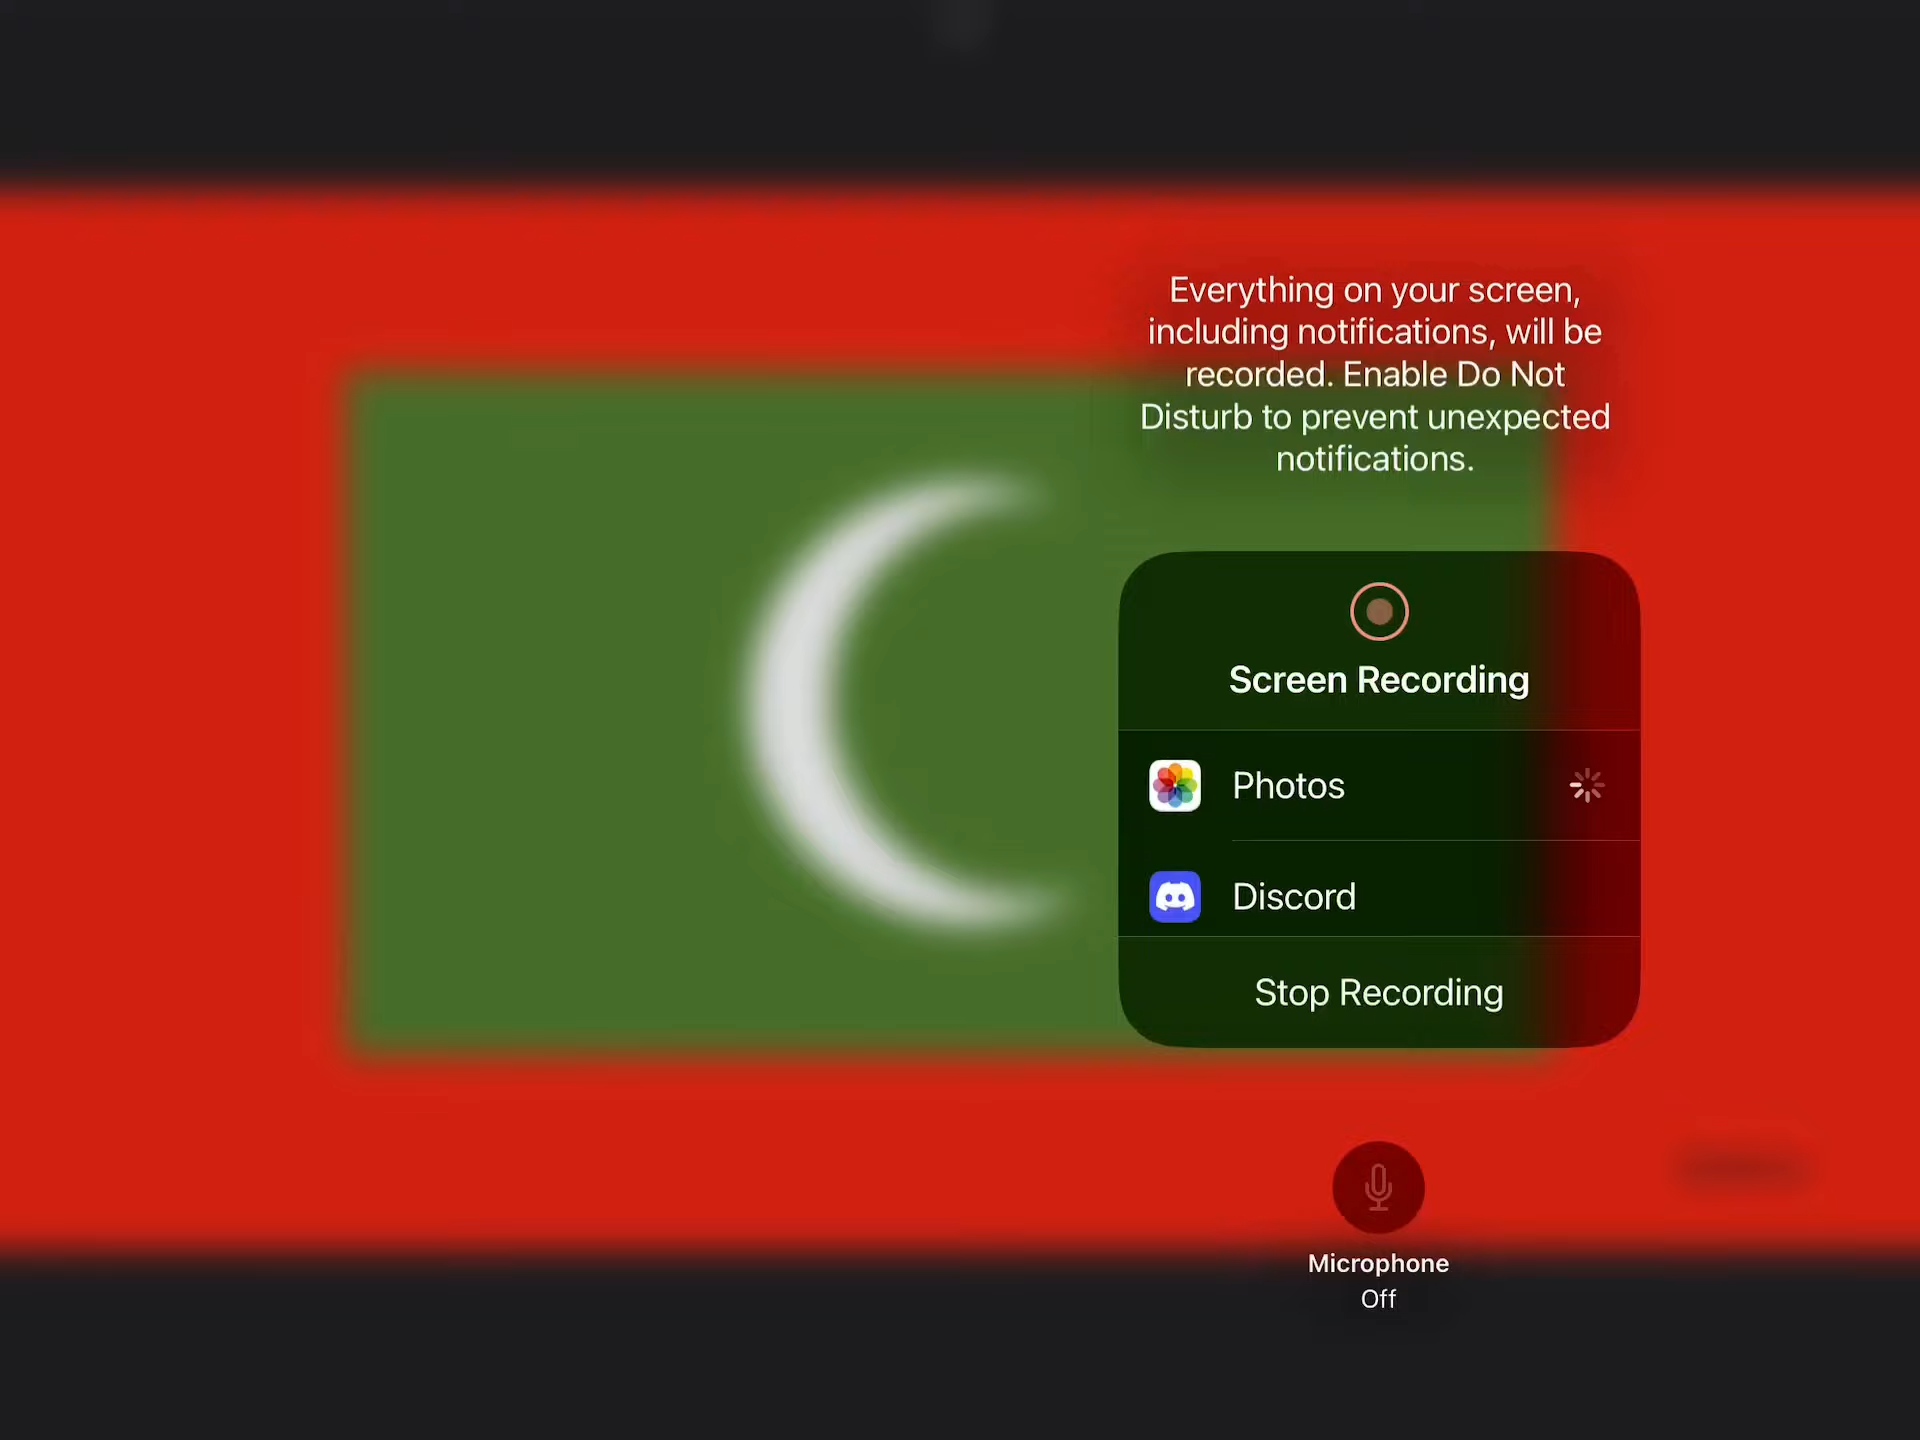 Everything on your screen,
including notifications, will be
recorded. Enable Do Not
Disturb to prevent unexpected
notifications.
Screen Recording
Photos
Discord
Stop Recording
Microphone
Off